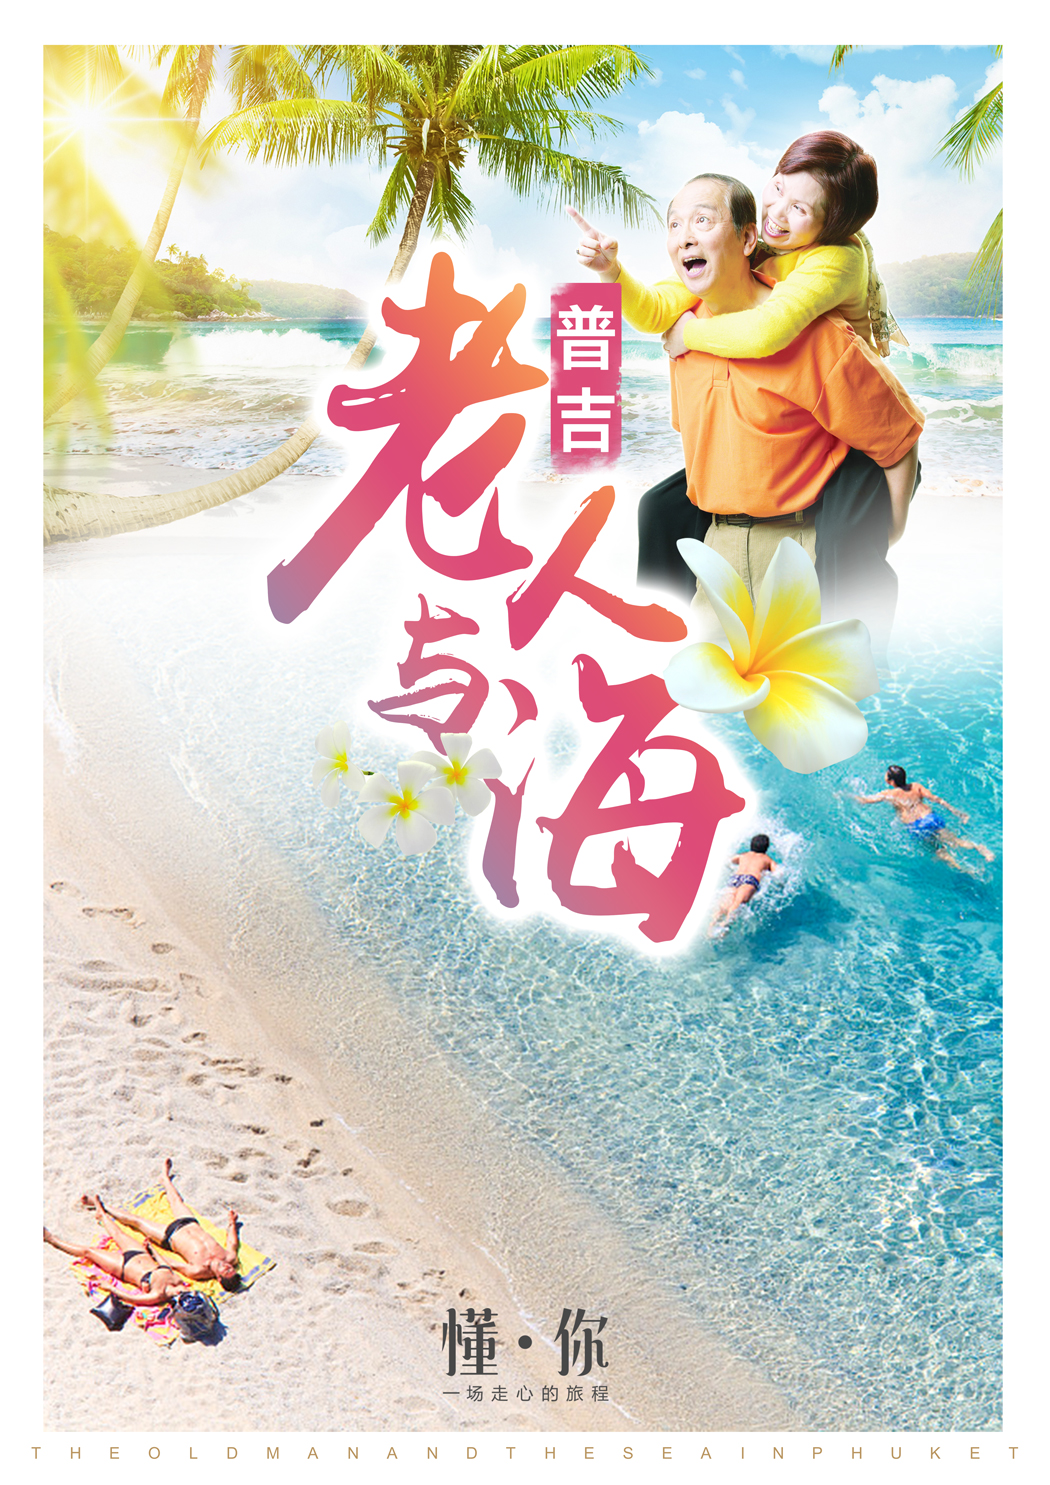 普吉
老人
与海
懂·你
一场走心的旅程
THEOLDMANANDTHESEAINPHUKET